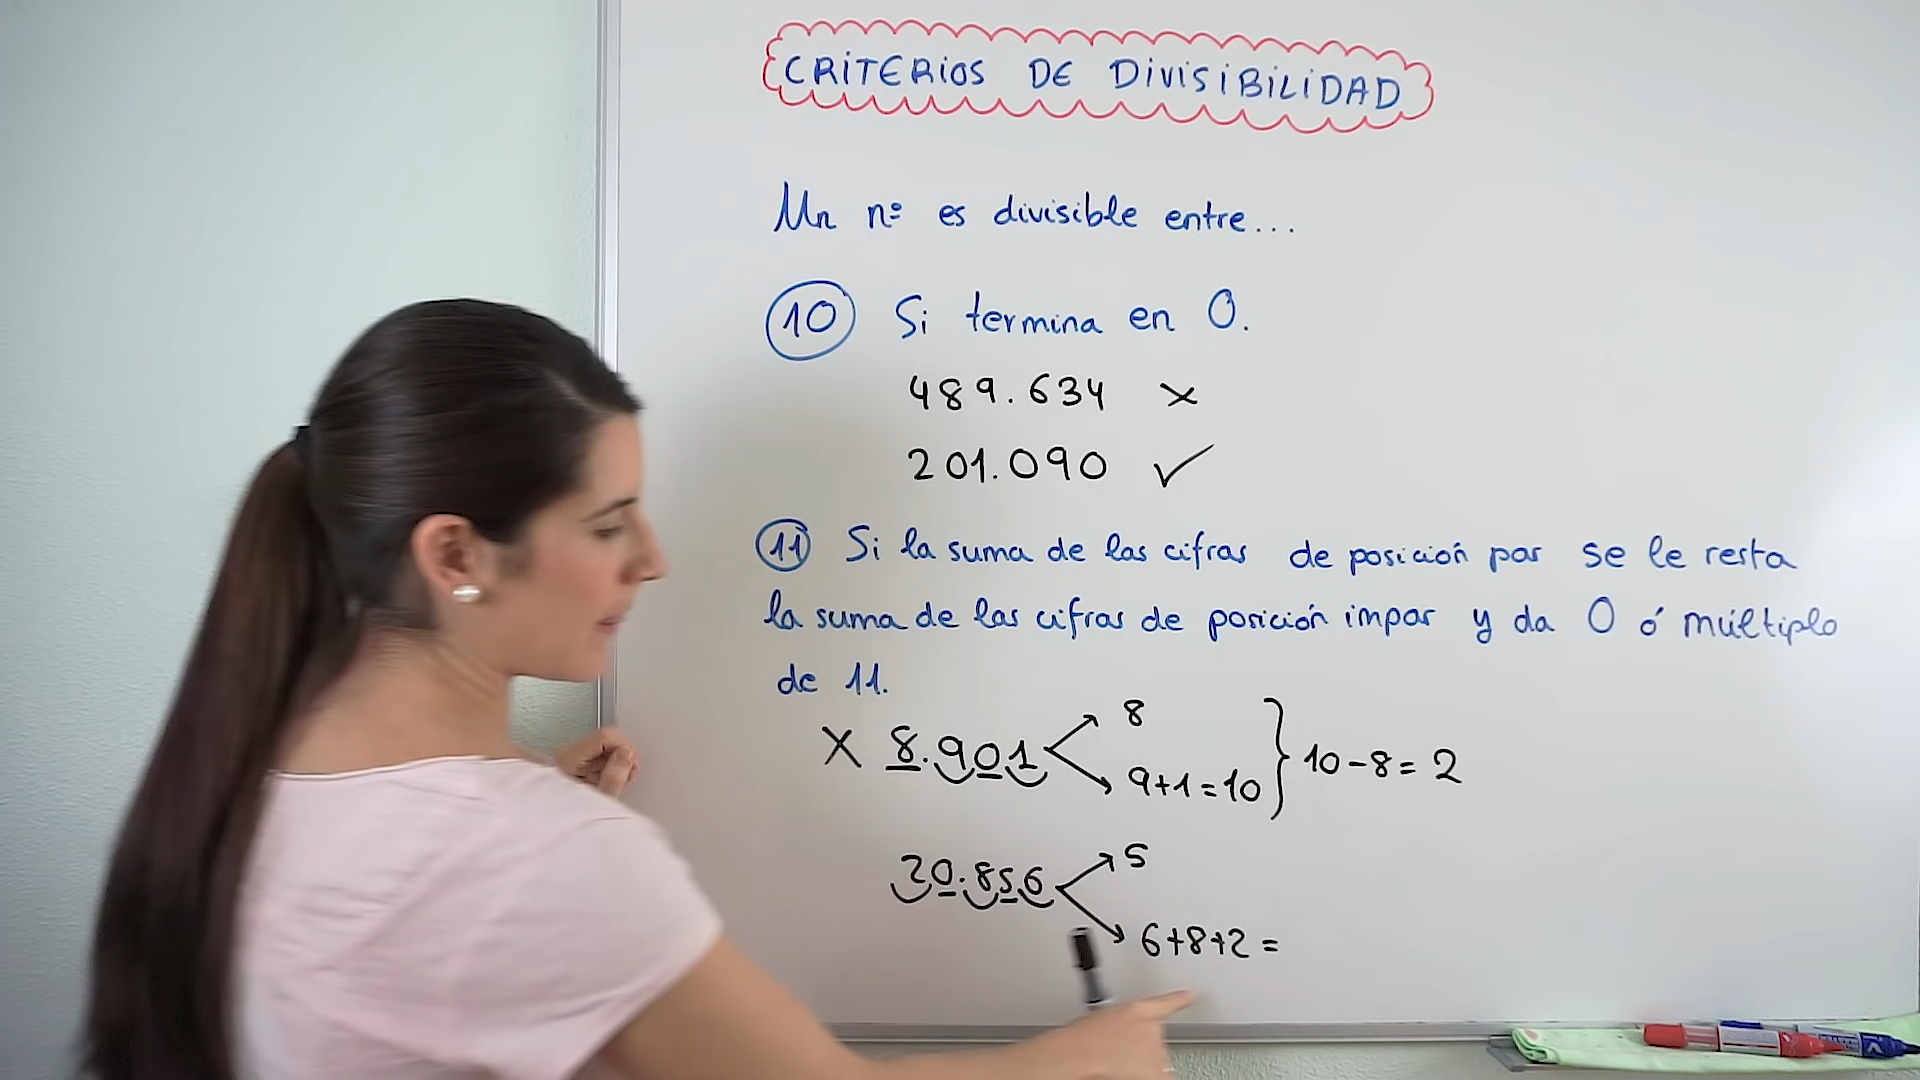 CRITERIOS DE DIVISIBILIDAD
Un nº es divisible entre...
10 Si termina en 0.
489.634 x
201.090 ✓
11 Si la suma de las cifras de posición par se le resta
la suma de las cifras de posición impar y da 0 ó múltiplo
de 11.
X 8.901
8
9+1=10
10-8=2
20.856
5
6+8+2=